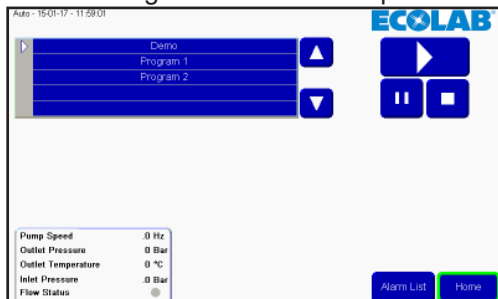 Auto - 15-01-17 - 11:59:01
ECOLAB
Demo
Program 1
Program 2
Pump Speed .0 Hz
Outlet Pressure 0 Bar
Outlet Temperature 0 °C
Inlet Pressure .0 Bar
Flow Status
Alarm List
Home